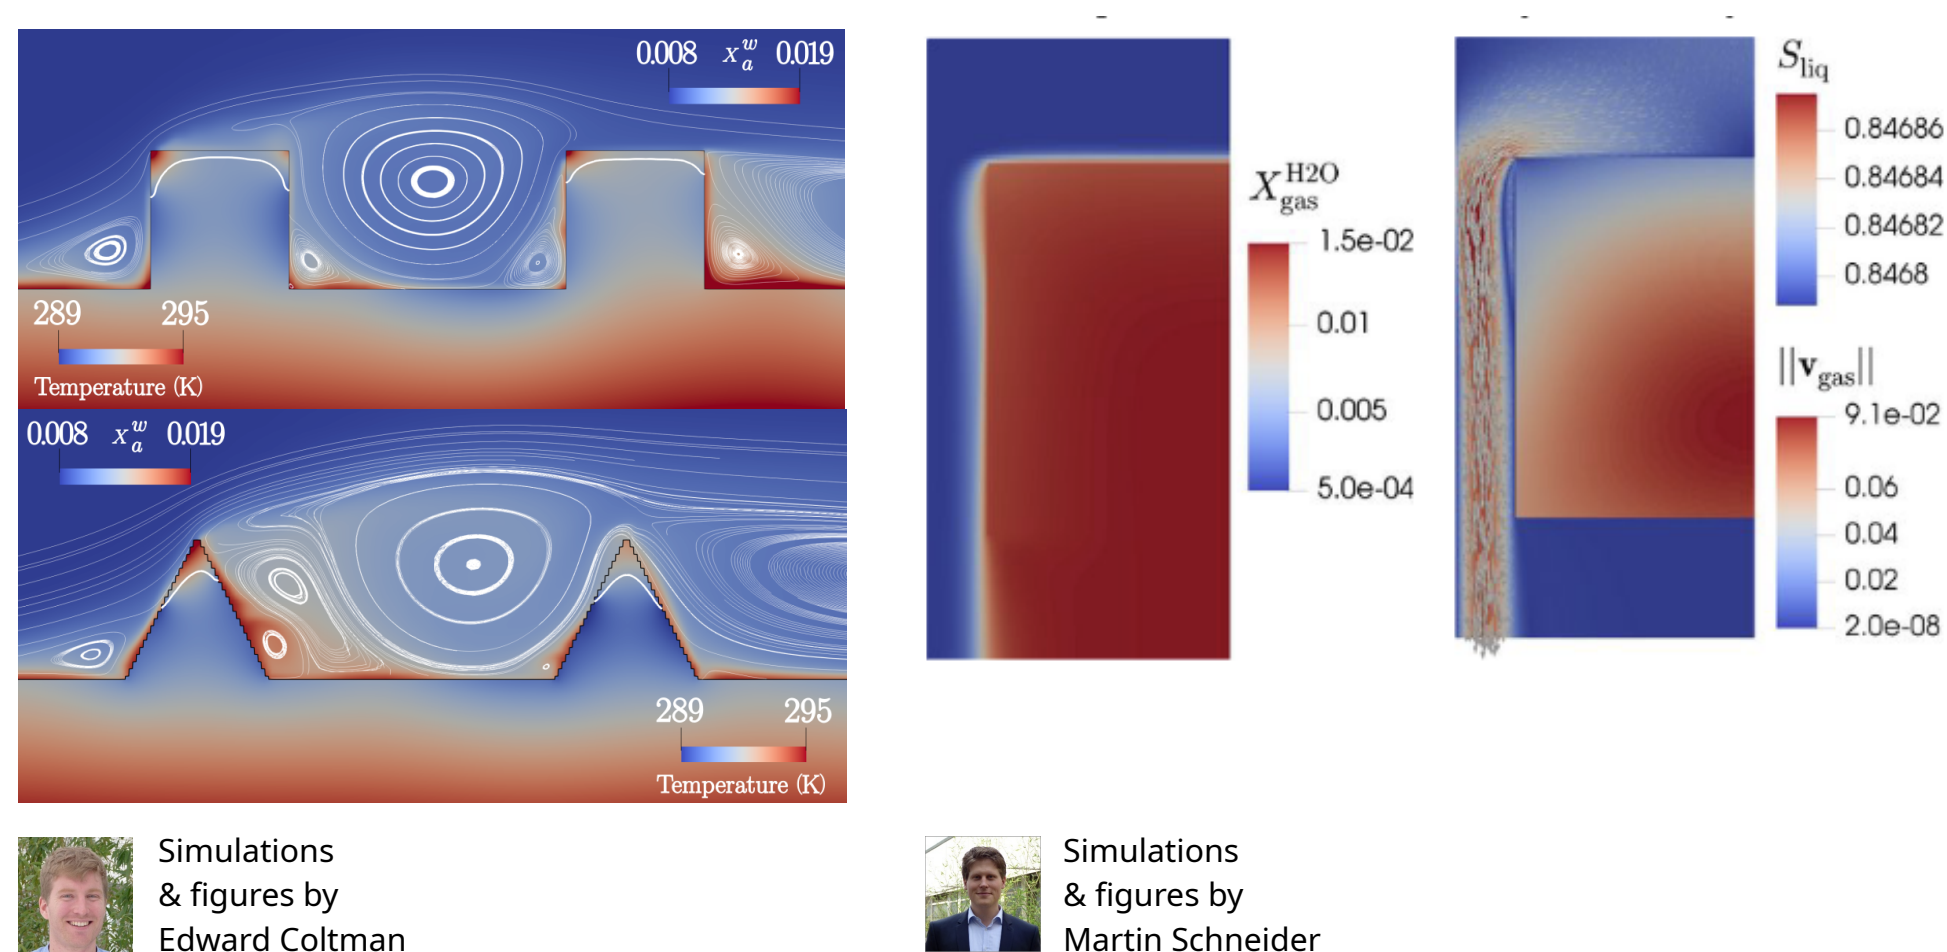 0.008 x_a^w 0.019
289 295
Temperature (K)
0.008 x_a^w 0.019
289 295
Temperature (K)
X_gas^H2O
1.5e-02
0.01
0.005
5.0e-04
S_liq
0.84686
0.84684
0.84682
0.8468
||v_gas||
9.1e-02
0.06
0.04
0.02
2.0e-08
Simulations
& figures by
Edward Coltman
Simulations
& figures by
Martin Schneider